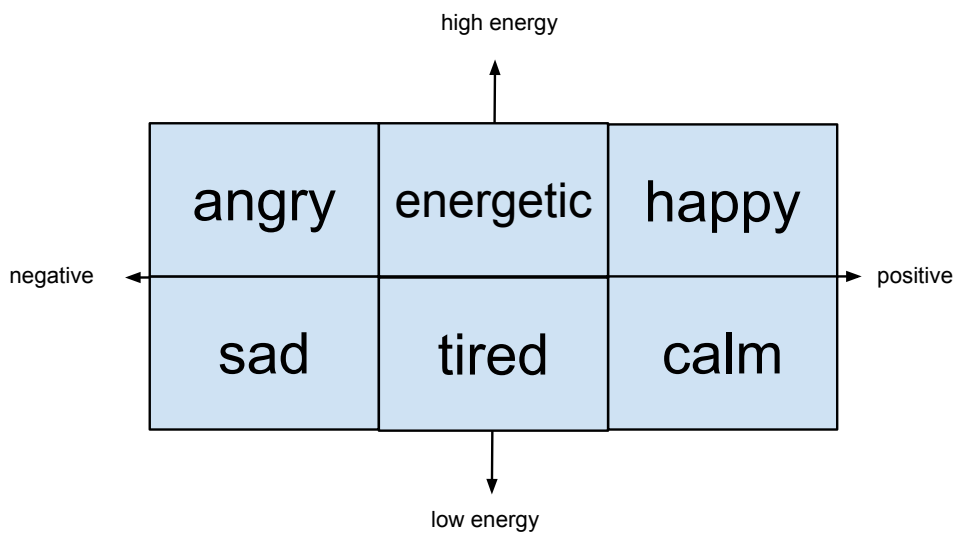 high energy
angry energetic happy
negative positive
sad tired calm
low energy